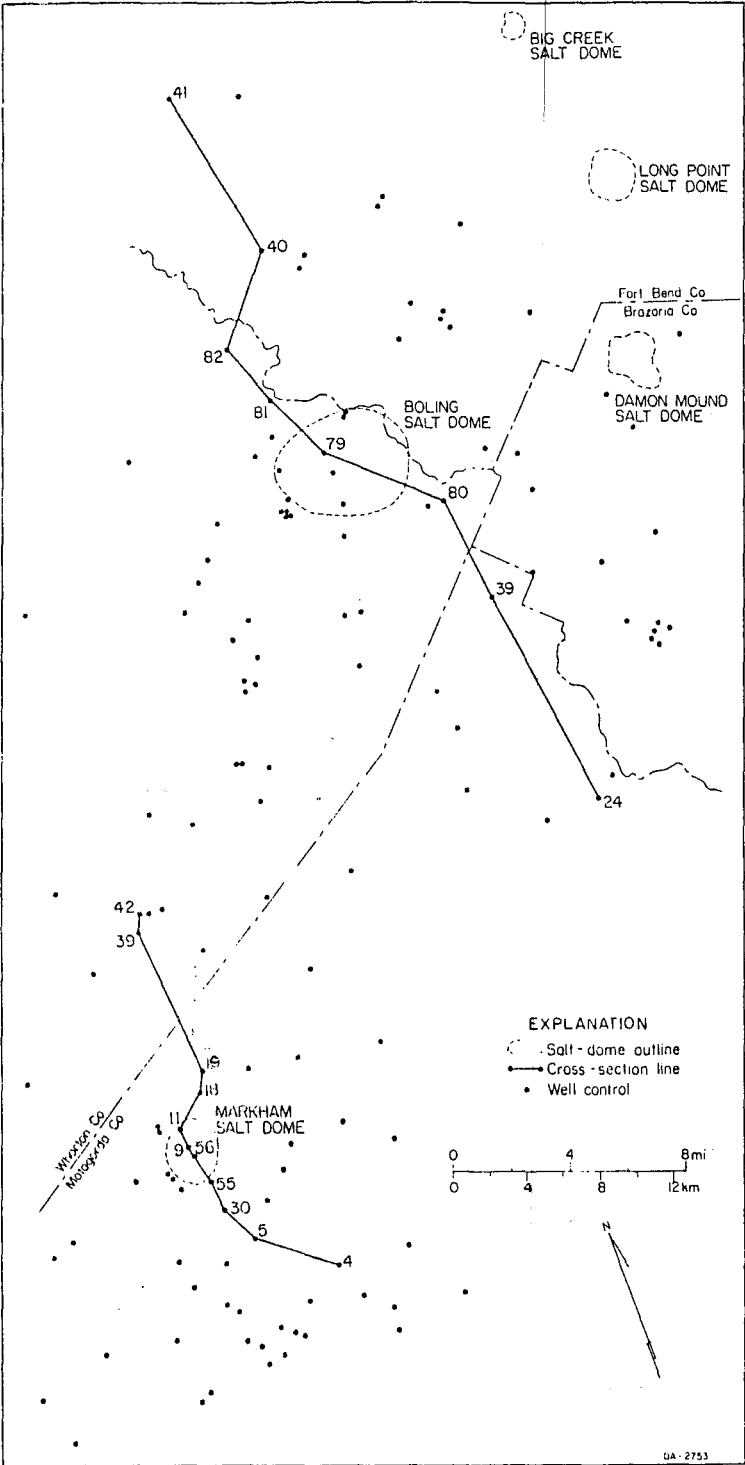 BIG CREEK
SALT DOME
41
LONG POINT
SALT DOME
40
Fort Bend Co
Brazoria Co
82
81
BOLING
SALT DOME
DAMON MOUND
SALT DOME
79
80
39
24
42
39
EXPLANATION
Salt-dome outline
Cross-section line
Well control
19
18
11
MARKHAM
SALT DOME
9
56
Wharton Co
Matagorda Co
55
30
5
4
0 4 8mi
0 4 8 12km
N
QA-2753